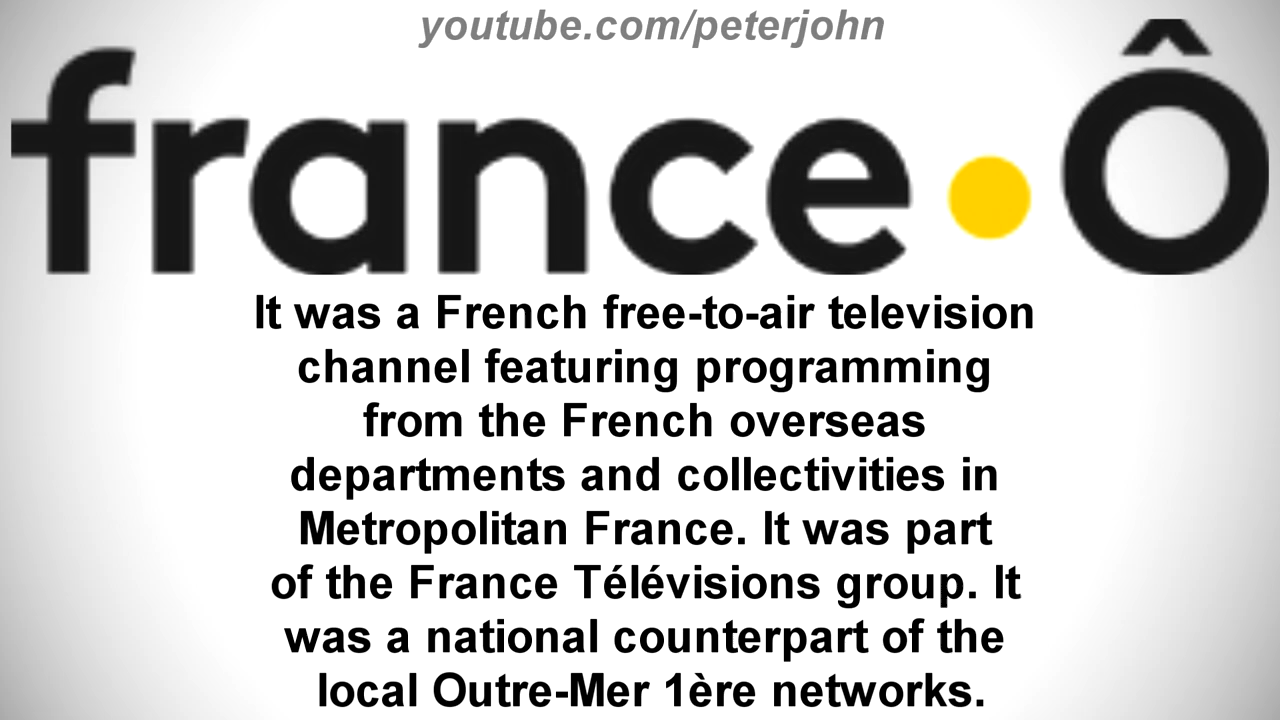 youtube.com/peterjohn
france Ô
It was a French free-to-air television
channel featuring programming
from the French overseas
departments and collectivities in
Metropolitan France. It was part
of the France Télévisions group. It
was a national counterpart of the
local Outre-Mer 1ère networks.